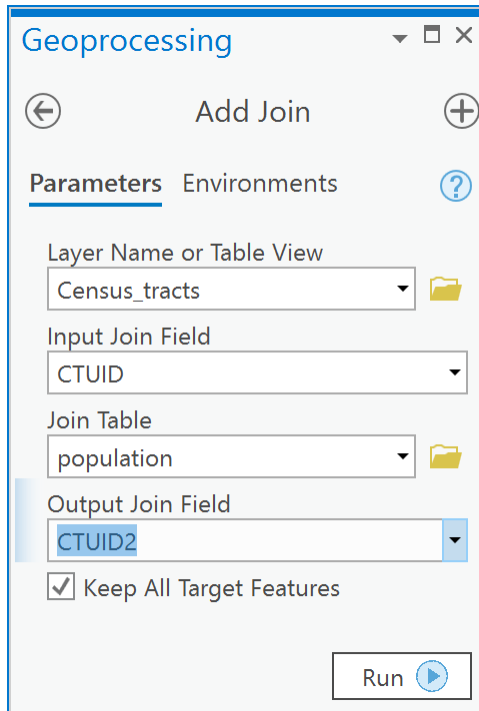 Geoprocessing
Add Join
Parameters Environments
Layer Name or Table View
Census_tracts
Input Join Field
CTUID
Join Table
population
Output Join Field
CTUID2
Keep All Target Features
Run